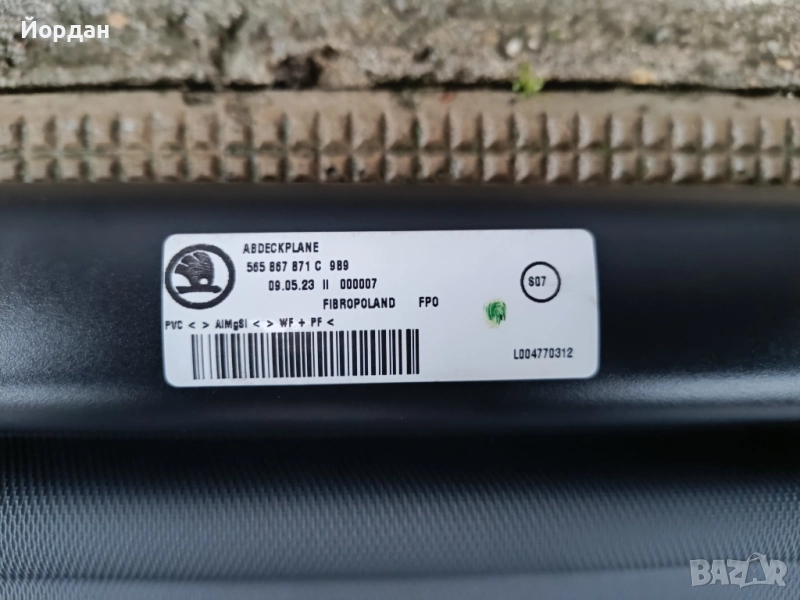 Йордан
ABDECKPLANE
565 867 871 C 9B9
09.05.23 II 000007
S07
FIBROPOLAND FPO
PVC < > AlMgSi < > WF + PF <
L004770312
BAZAR